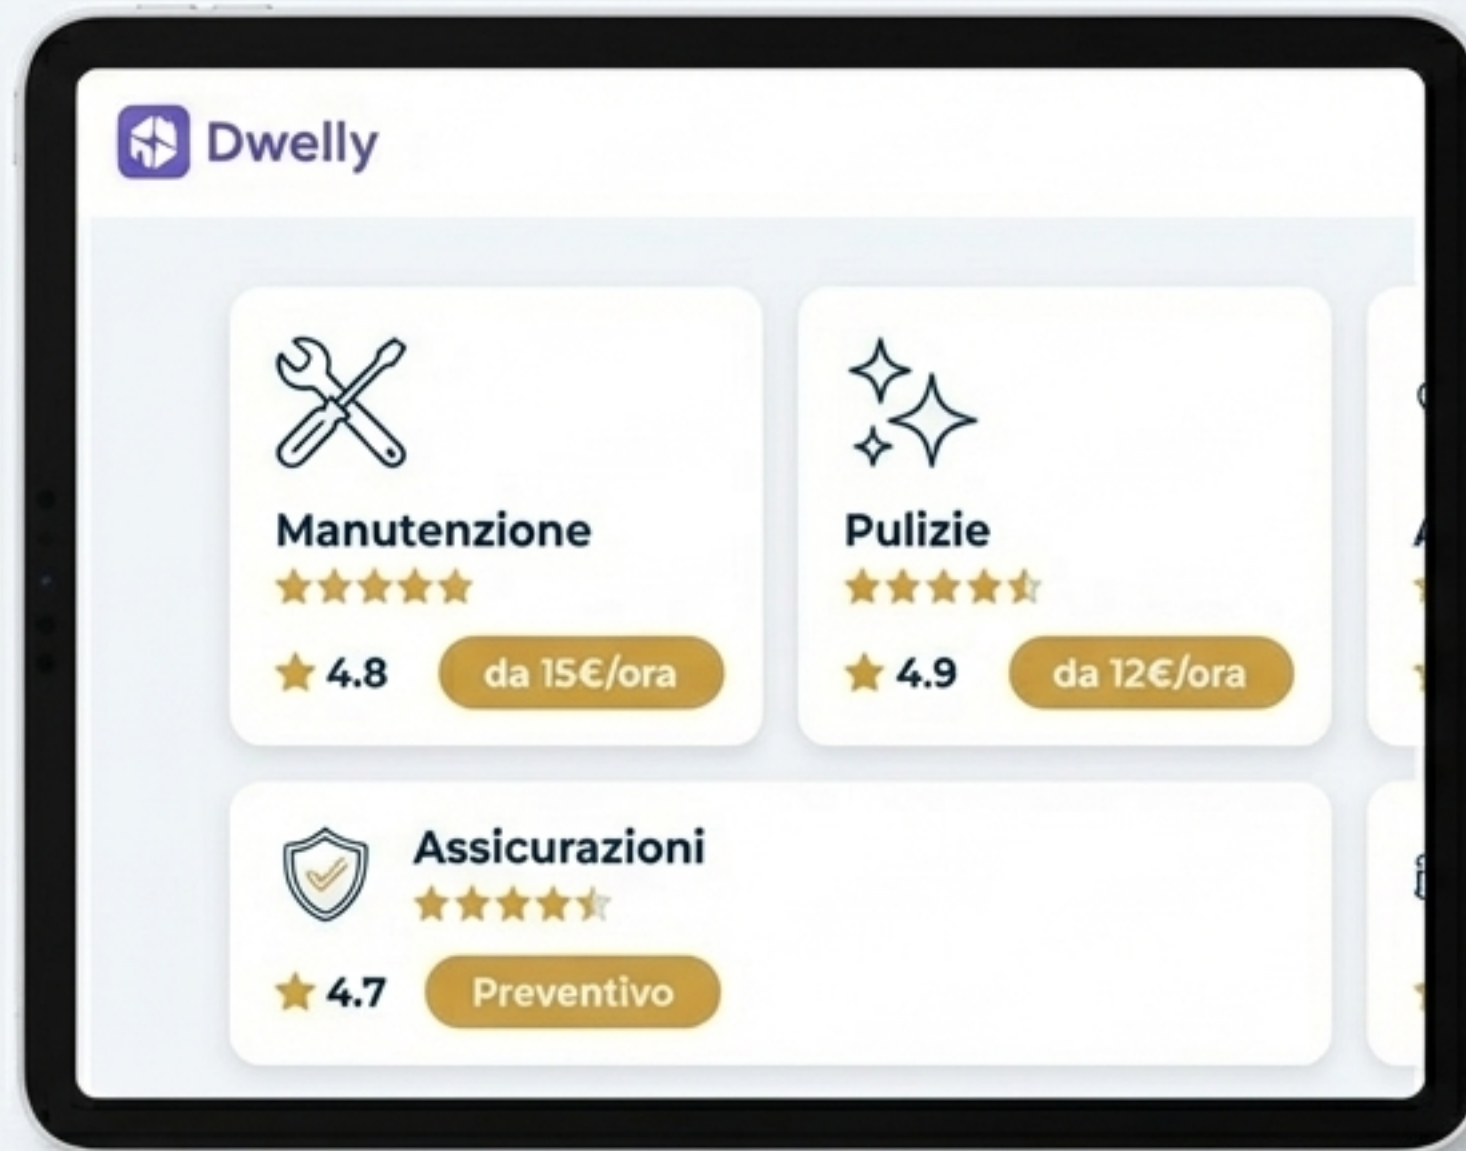 Dwelly
Manutenzione
4.8
da 15€/ora
Pulizie
4.9
da 12€/ora
Assicurazioni
4.7
Preventivo